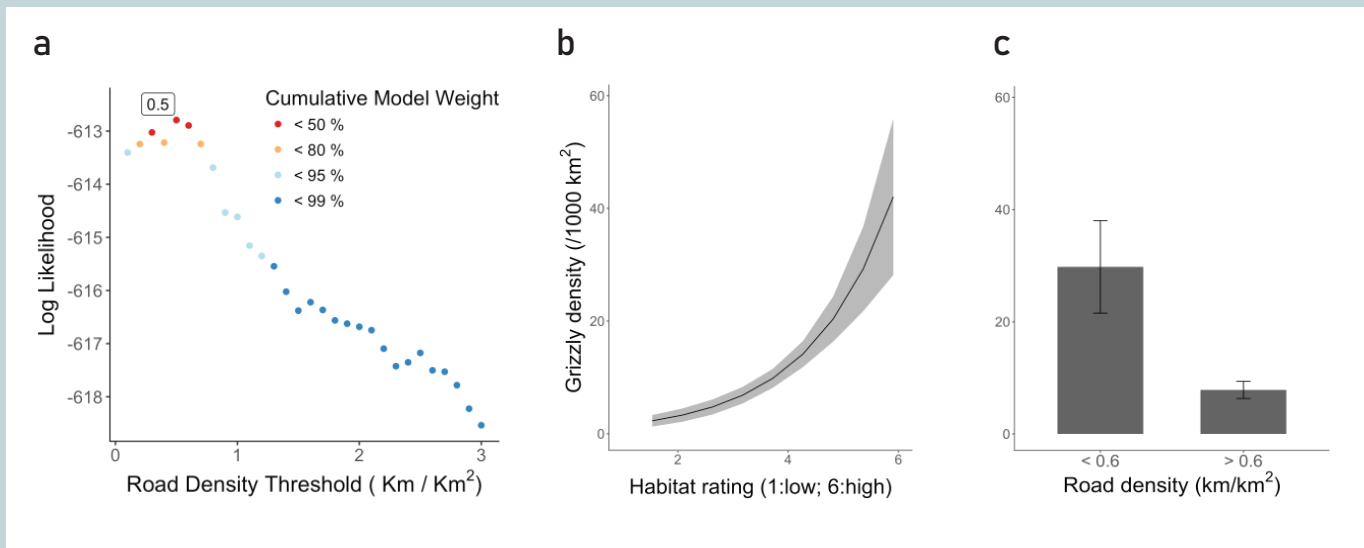 a
b
c
0.5
Cumulative Model Weight
< 50 %
< 80 %
< 95 %
< 99 %
-613
-614
-615
-616
-617
-618
Log Likelihood
0 1 2 3
Road Density Threshold ( Km / Km²)
60
40
20
0
Grizzly density (/1000 km²)
2 4 6
Habitat rating (1:low; 6:high)
60
40
20
0
< 0.6 > 0.6
Road density (km/km²)